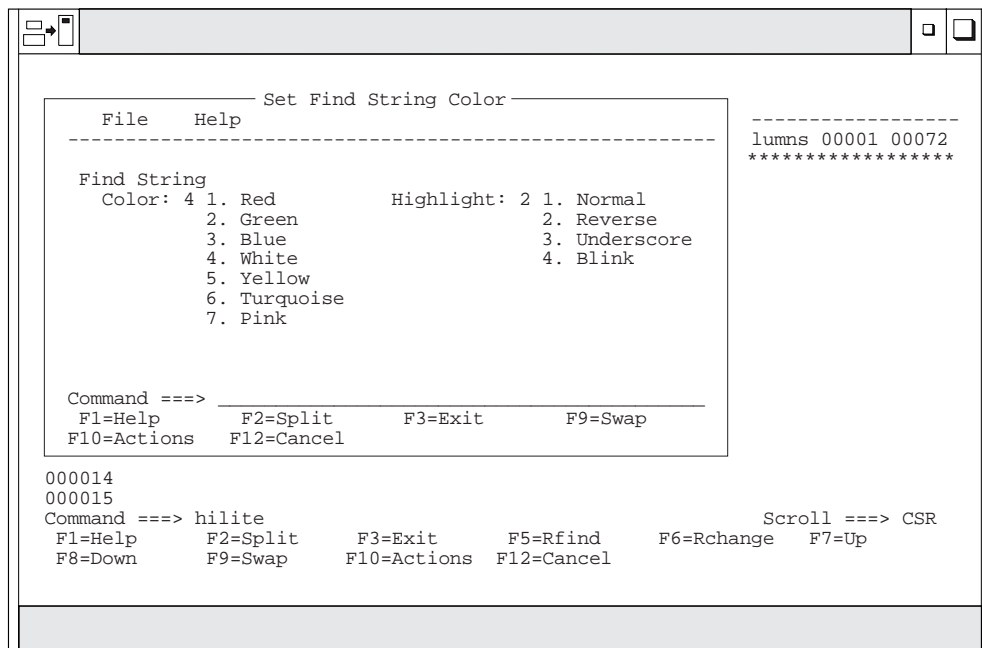 Set Find String Color
File Help
------------------
--------------------------------------------------------
lumns 00001 00072
******************
Find String
Color: 4 1. Red Highlight: 2 1. Normal
2. Green 2. Reverse
3. Blue 3. Underscore
4. White 4. Blink
5. Yellow
6. Turquoise
7. Pink
Command ===> __________________________________________
F1=Help F2=Split F3=Exit F9=Swap
F10=Actions F12=Cancel
000014
000015
Command ===> hilite Scroll ===> CSR
F1=Help F2=Split F3=Exit F5=Rfind F6=Rchange F7=Up
F8=Down F9=Swap F10=Actions F12=Cancel